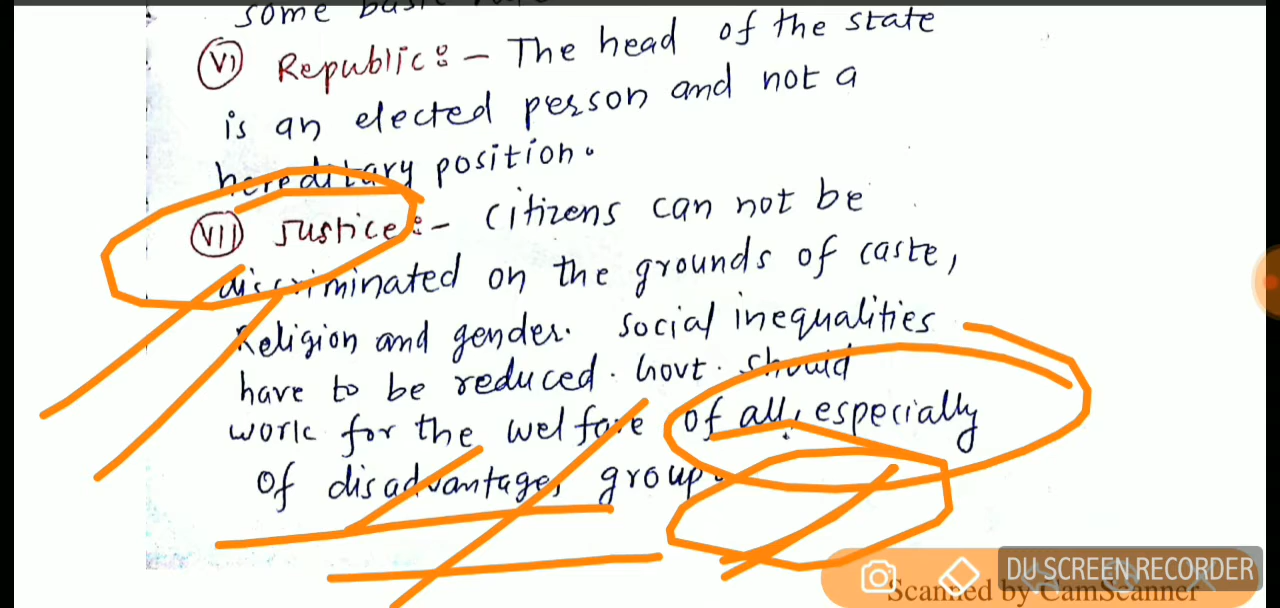 some basic
(VI) Republic :- The head of the state
is an elected person and not a
hereditary position.
(VII) Justice :- citizens can not be
discriminated on the grounds of caste,
Religion and gender. social inequalities
have to be reduced. Govt. should
work for the welfare of all, especially
of disadvantages group.
DU SCREEN RECORDER
Scanned by CamScanner